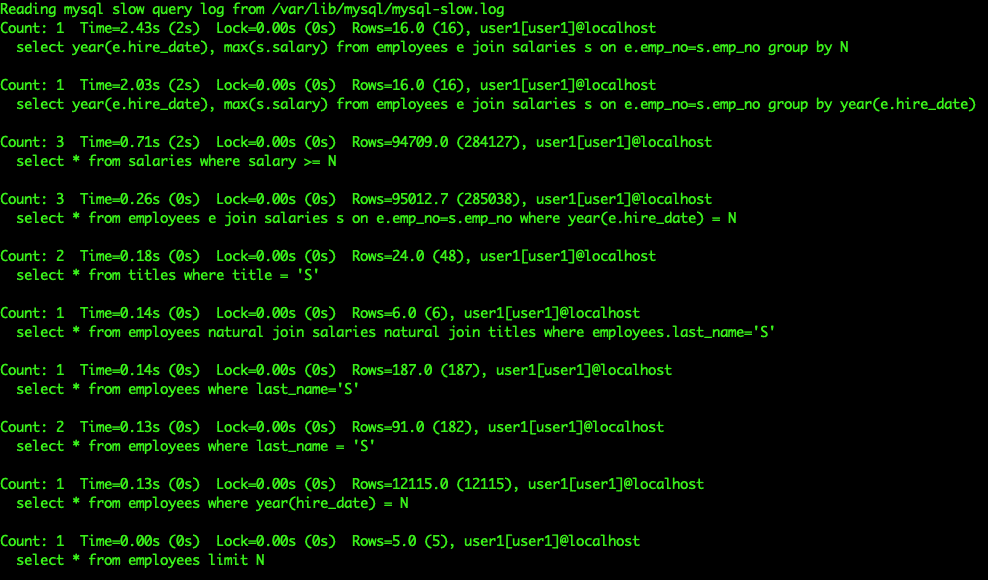 Reading mysql slow query log from /var/lib/mysql/mysql-slow.log
Count: 1  Time=2.43s (2s)  Lock=0.00s (0s)  Rows=16.0 (16), user1[user1]@localhost
  select year(e.hire_date), max(s.salary) from employees e join salaries s on e.emp_no=s.emp_no group by N

Count: 1  Time=2.03s (2s)  Lock=0.00s (0s)  Rows=16.0 (16), user1[user1]@localhost
  select year(e.hire_date), max(s.salary) from employees e join salaries s on e.emp_no=s.emp_no group by year(e.hire_date)

Count: 3  Time=0.71s (2s)  Lock=0.00s (0s)  Rows=94709.0 (284127), user1[user1]@localhost
  select * from salaries where salary >= N

Count: 3  Time=0.26s (0s)  Lock=0.00s (0s)  Rows=95012.7 (285038), user1[user1]@localhost
  select * from employees e join salaries s on e.emp_no=s.emp_no where year(e.hire_date) = N

Count: 2  Time=0.18s (0s)  Lock=0.00s (0s)  Rows=24.0 (48), user1[user1]@localhost
  select * from titles where title = 'S'

Count: 1  Time=0.14s (0s)  Lock=0.00s (0s)  Rows=6.0 (6), user1[user1]@localhost
  select * from employees natural join salaries natural join titles where employees.last_name='S'

Count: 1  Time=0.14s (0s)  Lock=0.00s (0s)  Rows=187.0 (187), user1[user1]@localhost
  select * from employees where last_name='S'

Count: 2  Time=0.13s (0s)  Lock=0.00s (0s)  Rows=91.0 (182), user1[user1]@localhost
  select * from employees where last_name = 'S'

Count: 1  Time=0.13s (0s)  Lock=0.00s (0s)  Rows=12115.0 (12115), user1[user1]@localhost
  select * from employees where year(hire_date) = N

Count: 1  Time=0.00s (0s)  Lock=0.00s (0s)  Rows=5.0 (5), user1[user1]@localhost
  select * from employees limit N